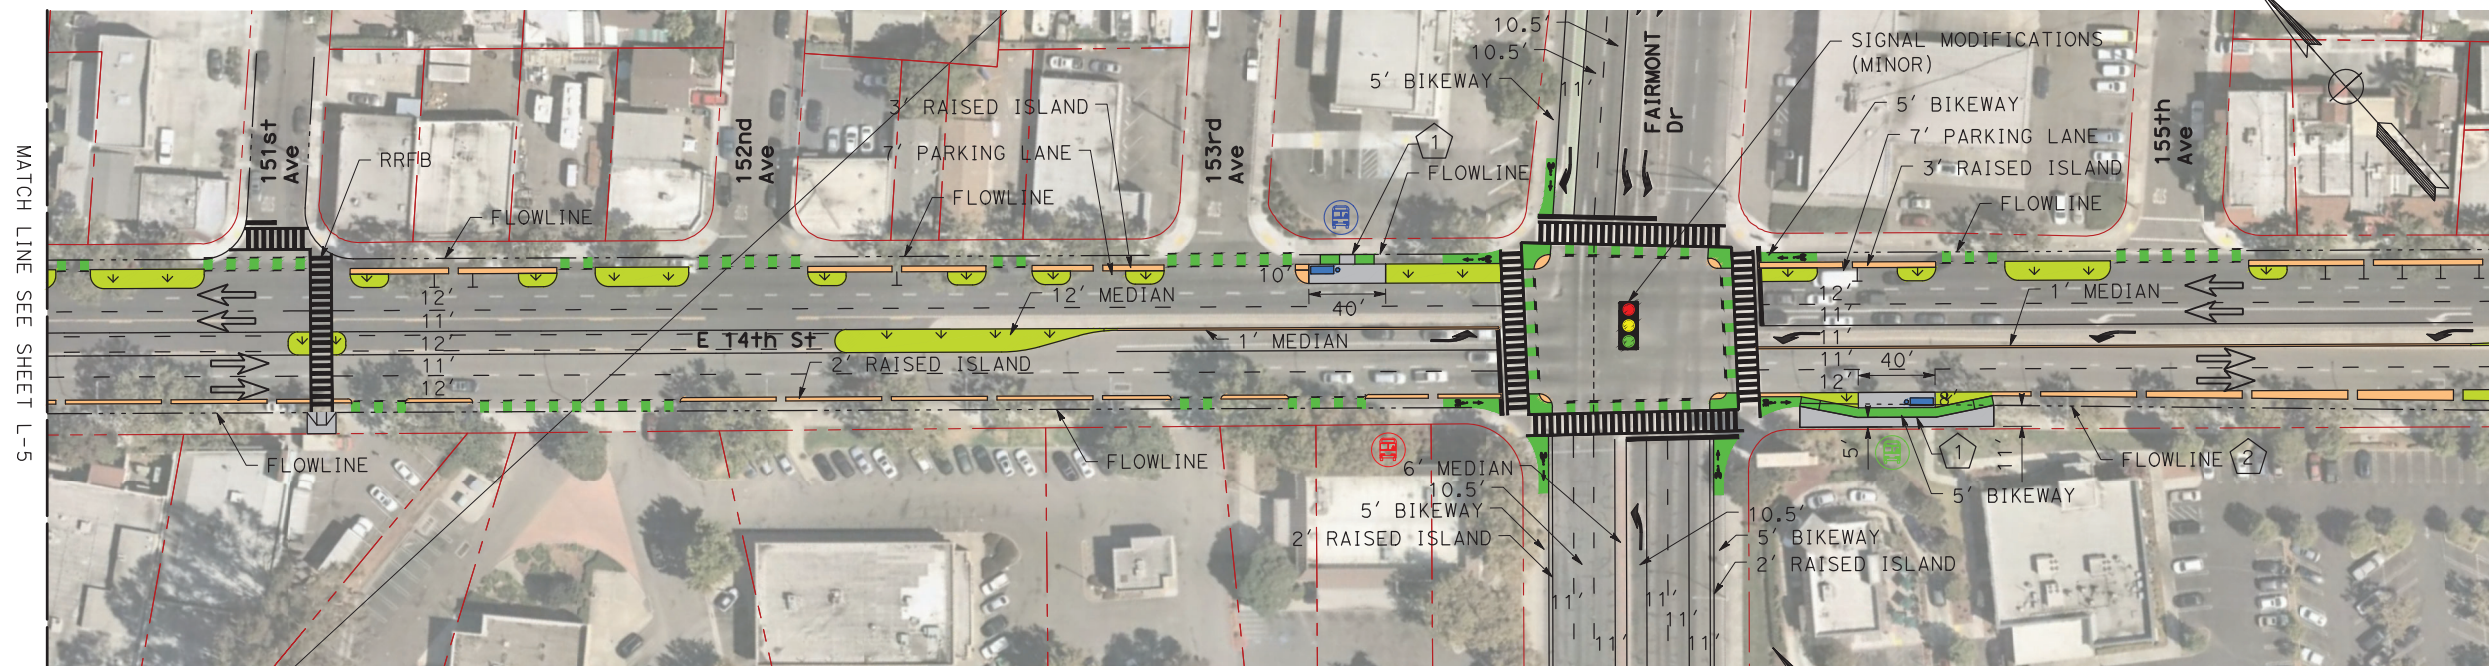 MATCH LINE SEE SHEET L-5
151st
Ave
RRFB
FLOWLINE
152nd
Ave
3' RAISED ISLAND
7' PARKING LANE
FLOWLINE
153rd
Ave
1
FLOWLINE
10.5'
10.5'
5' BIKEWAY
11'
FAIRMONT
Dr
SIGNAL MODIFICATIONS
(MINOR)
5' BIKEWAY
7' PARKING LANE
3' RAISED ISLAND
FLOWLINE
155th
Ave
12'
11'
12'
11'
12'
E 14th St
12' MEDIAN
2' RAISED ISLAND
10'
40'
1' MEDIAN
12'
11'
11'
11'
12'
40'
1' MEDIAN
8'
FLOWLINE
FLOWLINE
6' MEDIAN
10.5'
5' BIKEWAY
2' RAISED ISLAND
11'
11'
11'
11'
11'
10.5'
5' BIKEWAY
2' RAISED ISLAND
5'
1
11'
FLOWLINE
2
5' BIKEWAY